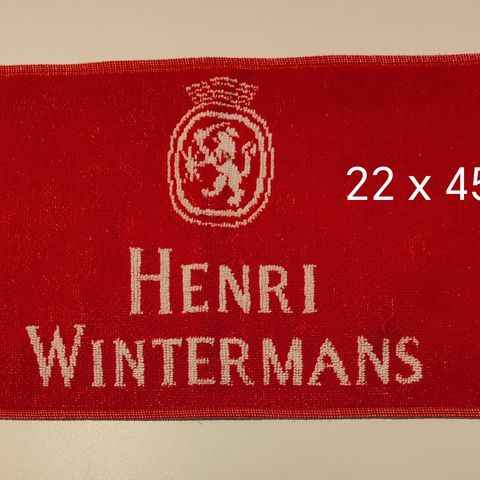 22 x 45
HENRI
WINTERMANS